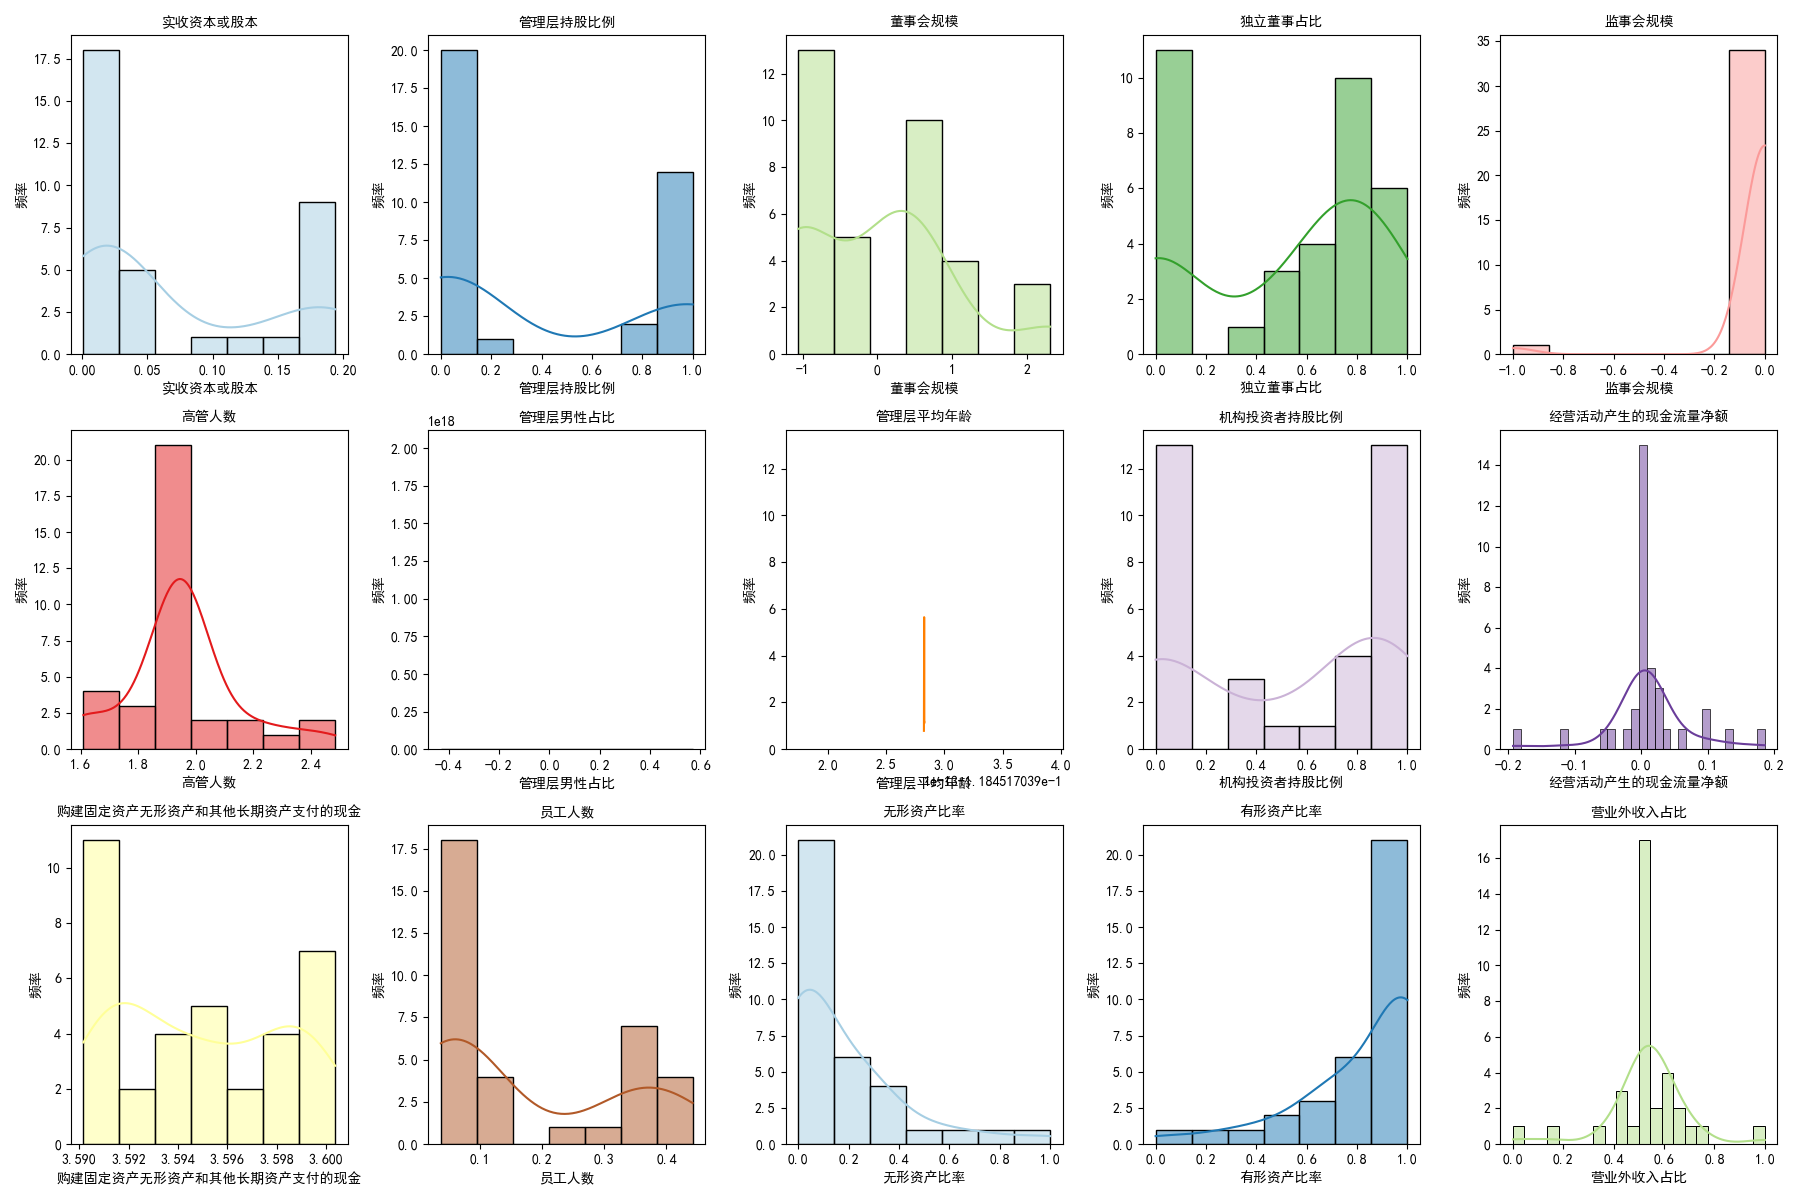 实收资本或股本
17.5
15.0
12.5
10.0
7.5
5.0
2.5
0.0
频率
0.00 0.05 0.10 0.15 0.20
实收资本或股本
管理层持股比例
20.0
17.5
15.0
12.5
10.0
7.5
5.0
2.5
0.0
频率
0.0 0.2 0.4 0.6 0.8 1.0
管理层持股比例
董事会规模
12
10
8
6
4
2
0
频率
−1 0 1 2
董事会规模
独立董事占比
10
8
6
4
2
0
频率
0.0 0.2 0.4 0.6 0.8 1.0
独立董事占比
监事会规模
35
30
25
20
15
10
5
0
频率
−1.0 −0.8 −0.6 −0.4 −0.2 0.0
监事会规模
高管人数
20.0
17.5
15.0
12.5
10.0
7.5
5.0
2.5
0.0
频率
1.6 1.8 2.0 2.2 2.4
高管人数
管理层男性占比
1e18
2.00
1.75
1.50
1.25
1.00
0.75
0.50
0.25
0.00
频率
−0.4 −0.2 0.0 0.2 0.4 0.6
管理层男性占比
管理层平均年龄
12
10
8
6
4
2
0
频率
2.0 2.5 3.0 3.5 4.0
管理层平均年龄
.184517039e−1
机构投资者持股比例
12
10
8
6
4
2
0
频率
0.0 0.2 0.4 0.6 0.8 1.0
机构投资者持股比例
经营活动产生的现金流量净额
14
12
10
8
6
4
2
0
频率
−0.2 −0.1 0.0 0.1 0.2
经营活动产生的现金流量净额
购建固定资产无形资产和其他长期资产支付的现金
10
8
6
4
2
0
频率
3.590 3.592 3.594 3.596 3.598 3.600
购建固定资产无形资产和其他长期资产支付的现金
员工人数
17.5
15.0
12.5
10.0
7.5
5.0
2.5
0.0
频率
0.1 0.2 0.3 0.4
员工人数
无形资产比率
20.0
17.5
15.0
12.5
10.0
7.5
5.0
2.5
0.0
频率
0.0 0.2 0.4 0.6 0.8 1.0
无形资产比率
有形资产比率
20.0
17.5
15.0
12.5
10.0
7.5
5.0
2.5
0.0
频率
0.0 0.2 0.4 0.6 0.8 1.0
有形资产比率
营业外收入占比
16
14
12
10
8
6
4
2
0
频率
0.0 0.2 0.4 0.6 0.8 1.0
营业外收入占比